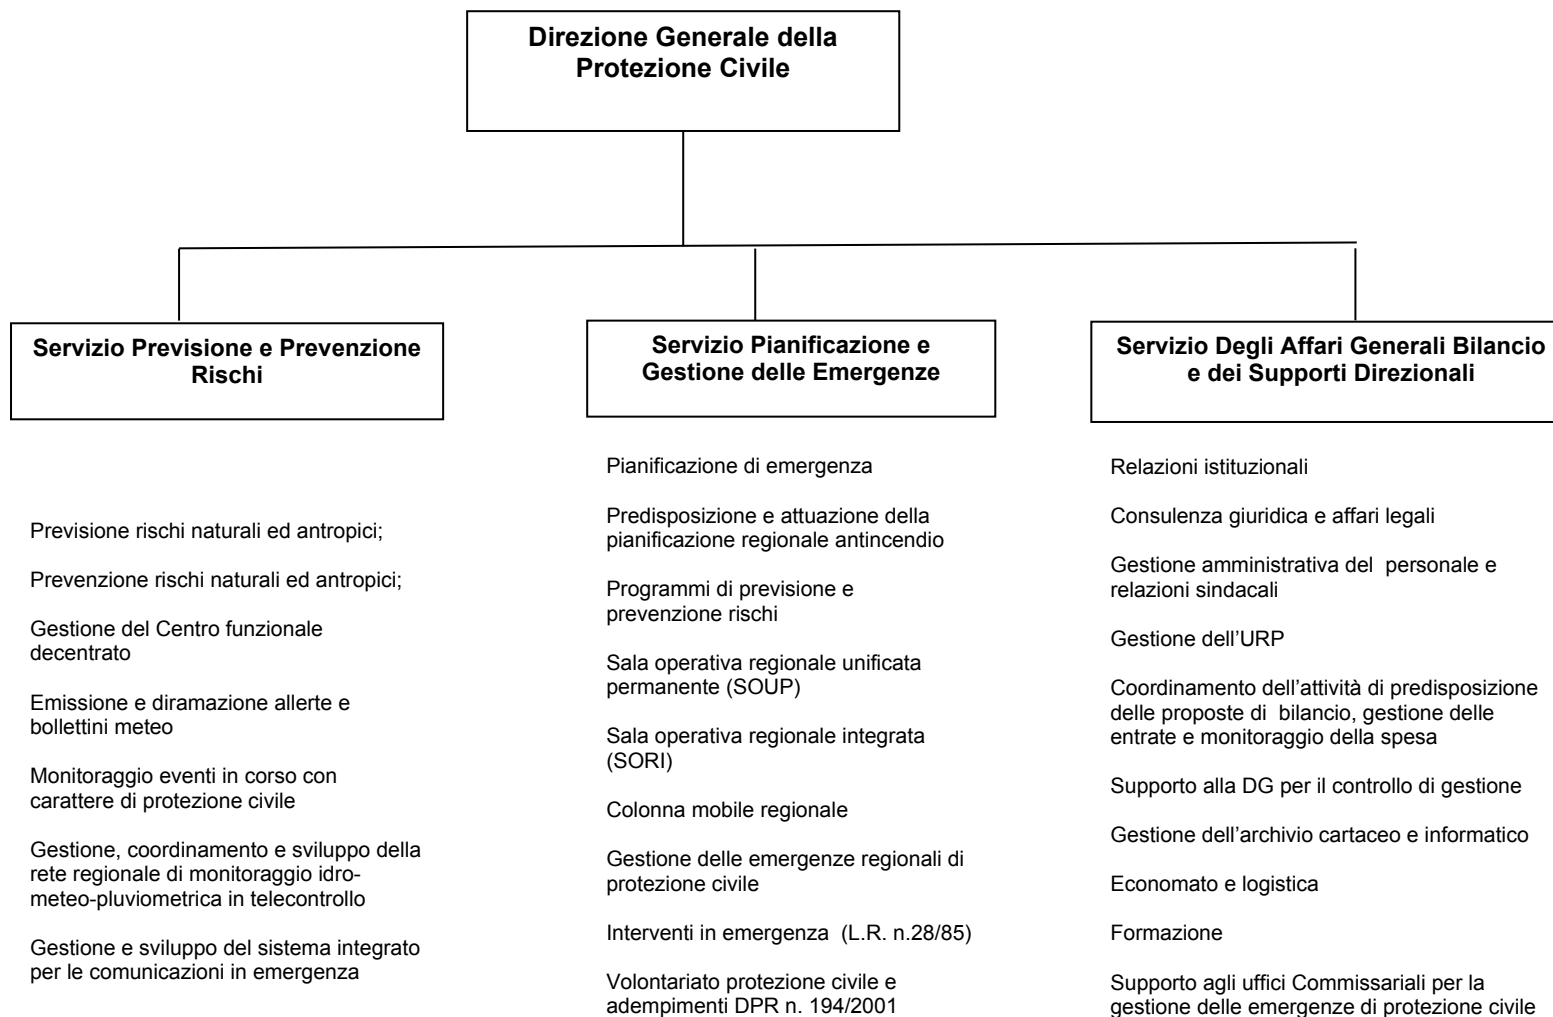 Direzione Generale della
Protezione Civile
Servizio Previsione e Prevenzione
Rischi
Servizio Pianificazione e
Gestione delle Emergenze
Servizio Degli Affari Generali Bilancio
e dei Supporti Direzionali
Previsione rischi naturali ed antropici;
Prevenzione rischi naturali ed antropici;
Gestione del Centro funzionale
decentrato
Emissione e diramazione allerte e
bollettini meteo
Monitoraggio eventi in corso con
carattere di protezione civile
Gestione, coordinamento e sviluppo della
rete regionale di monitoraggio idro-
meteo-pluviometrica in telecontrollo
Gestione e sviluppo del sistema integrato
per le comunicazioni in emergenza
Pianificazione di emergenza
Predisposizione e attuazione della
pianificazione regionale antincendio
Programmi di previsione e
prevenzione rischi
Sala operativa regionale unificata
permanente (SOUP)
Sala operativa regionale integrata
(SORI)
Colonna mobile regionale
Gestione delle emergenze regionali di
protezione civile
Interventi in emergenza  (L.R. n.28/85)
Volontariato protezione civile e
adempimenti DPR n. 194/2001
Relazioni istituzionali
Consulenza giuridica e affari legali
Gestione amministrativa del  personale e
relazioni sindacali
Gestione dell’URP
Coordinamento dell’attività di predisposizione
delle proposte di  bilancio, gestione delle
entrate e monitoraggio della spesa
Supporto alla DG per il controllo di gestione
Gestione dell’archivio cartaceo e informatico
Economato e logistica
Formazione
Supporto agli uffici Commissariali per la
gestione delle emergenze di protezione civile